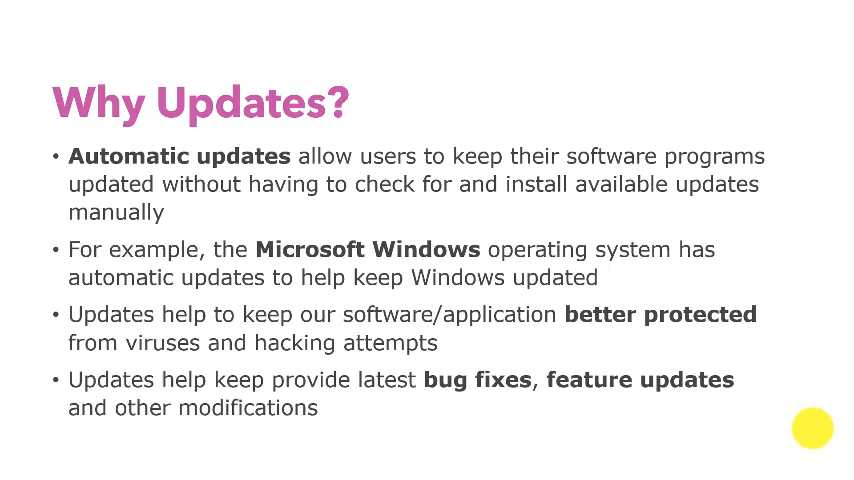 Why Updates?
• Automatic updates allow users to keep their software programs
updated without having to check for and install available updates
manually
• For example, the Microsoft Windows operating system has
automatic updates to help keep Windows updated
• Updates help to keep our software/application better protected
from viruses and hacking attempts
• Updates help keep provide latest bug fixes, feature updates
and other modifications